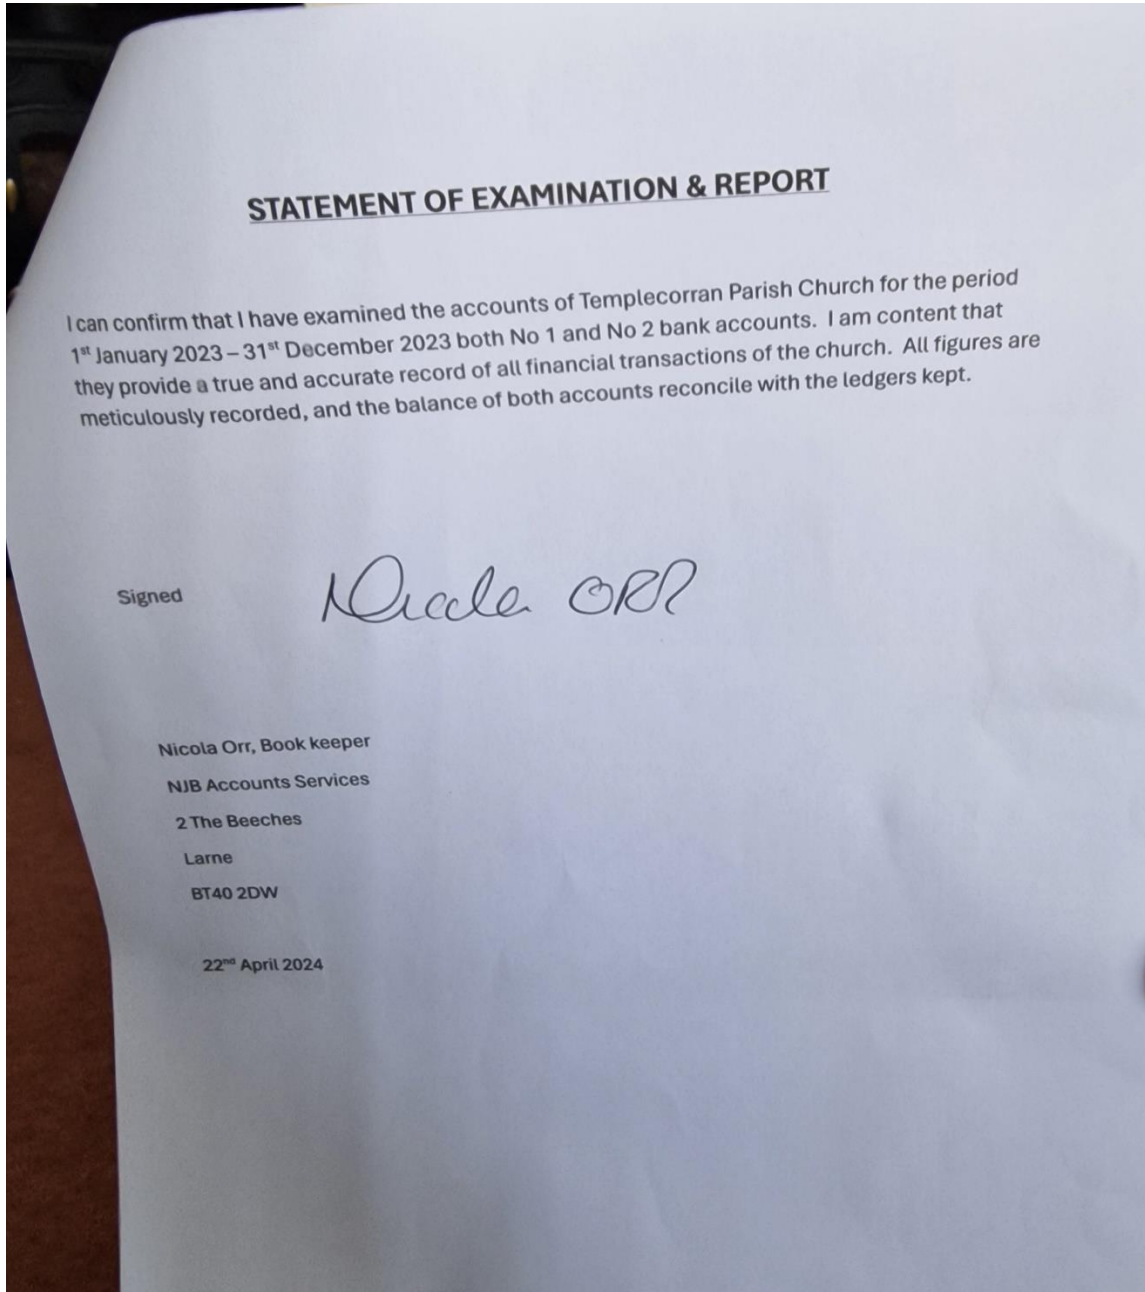 STATEMENT OF EXAMINATION & REPORT
I can confirm that I have examined the accounts of Templecorran Parish Church for the period
1st January 2023 – 31st December 2023 both No 1 and No 2 bank accounts. I am content that
they provide a true and accurate record of all financial transactions of the church. All figures are
meticulously recorded, and the balance of both accounts reconcile with the ledgers kept.
Signed Nicola ORR
Nicola Orr, Book keeper
NJB Accounts Services
2 The Beeches
Larne
BT40 2DW
22nd April 2024